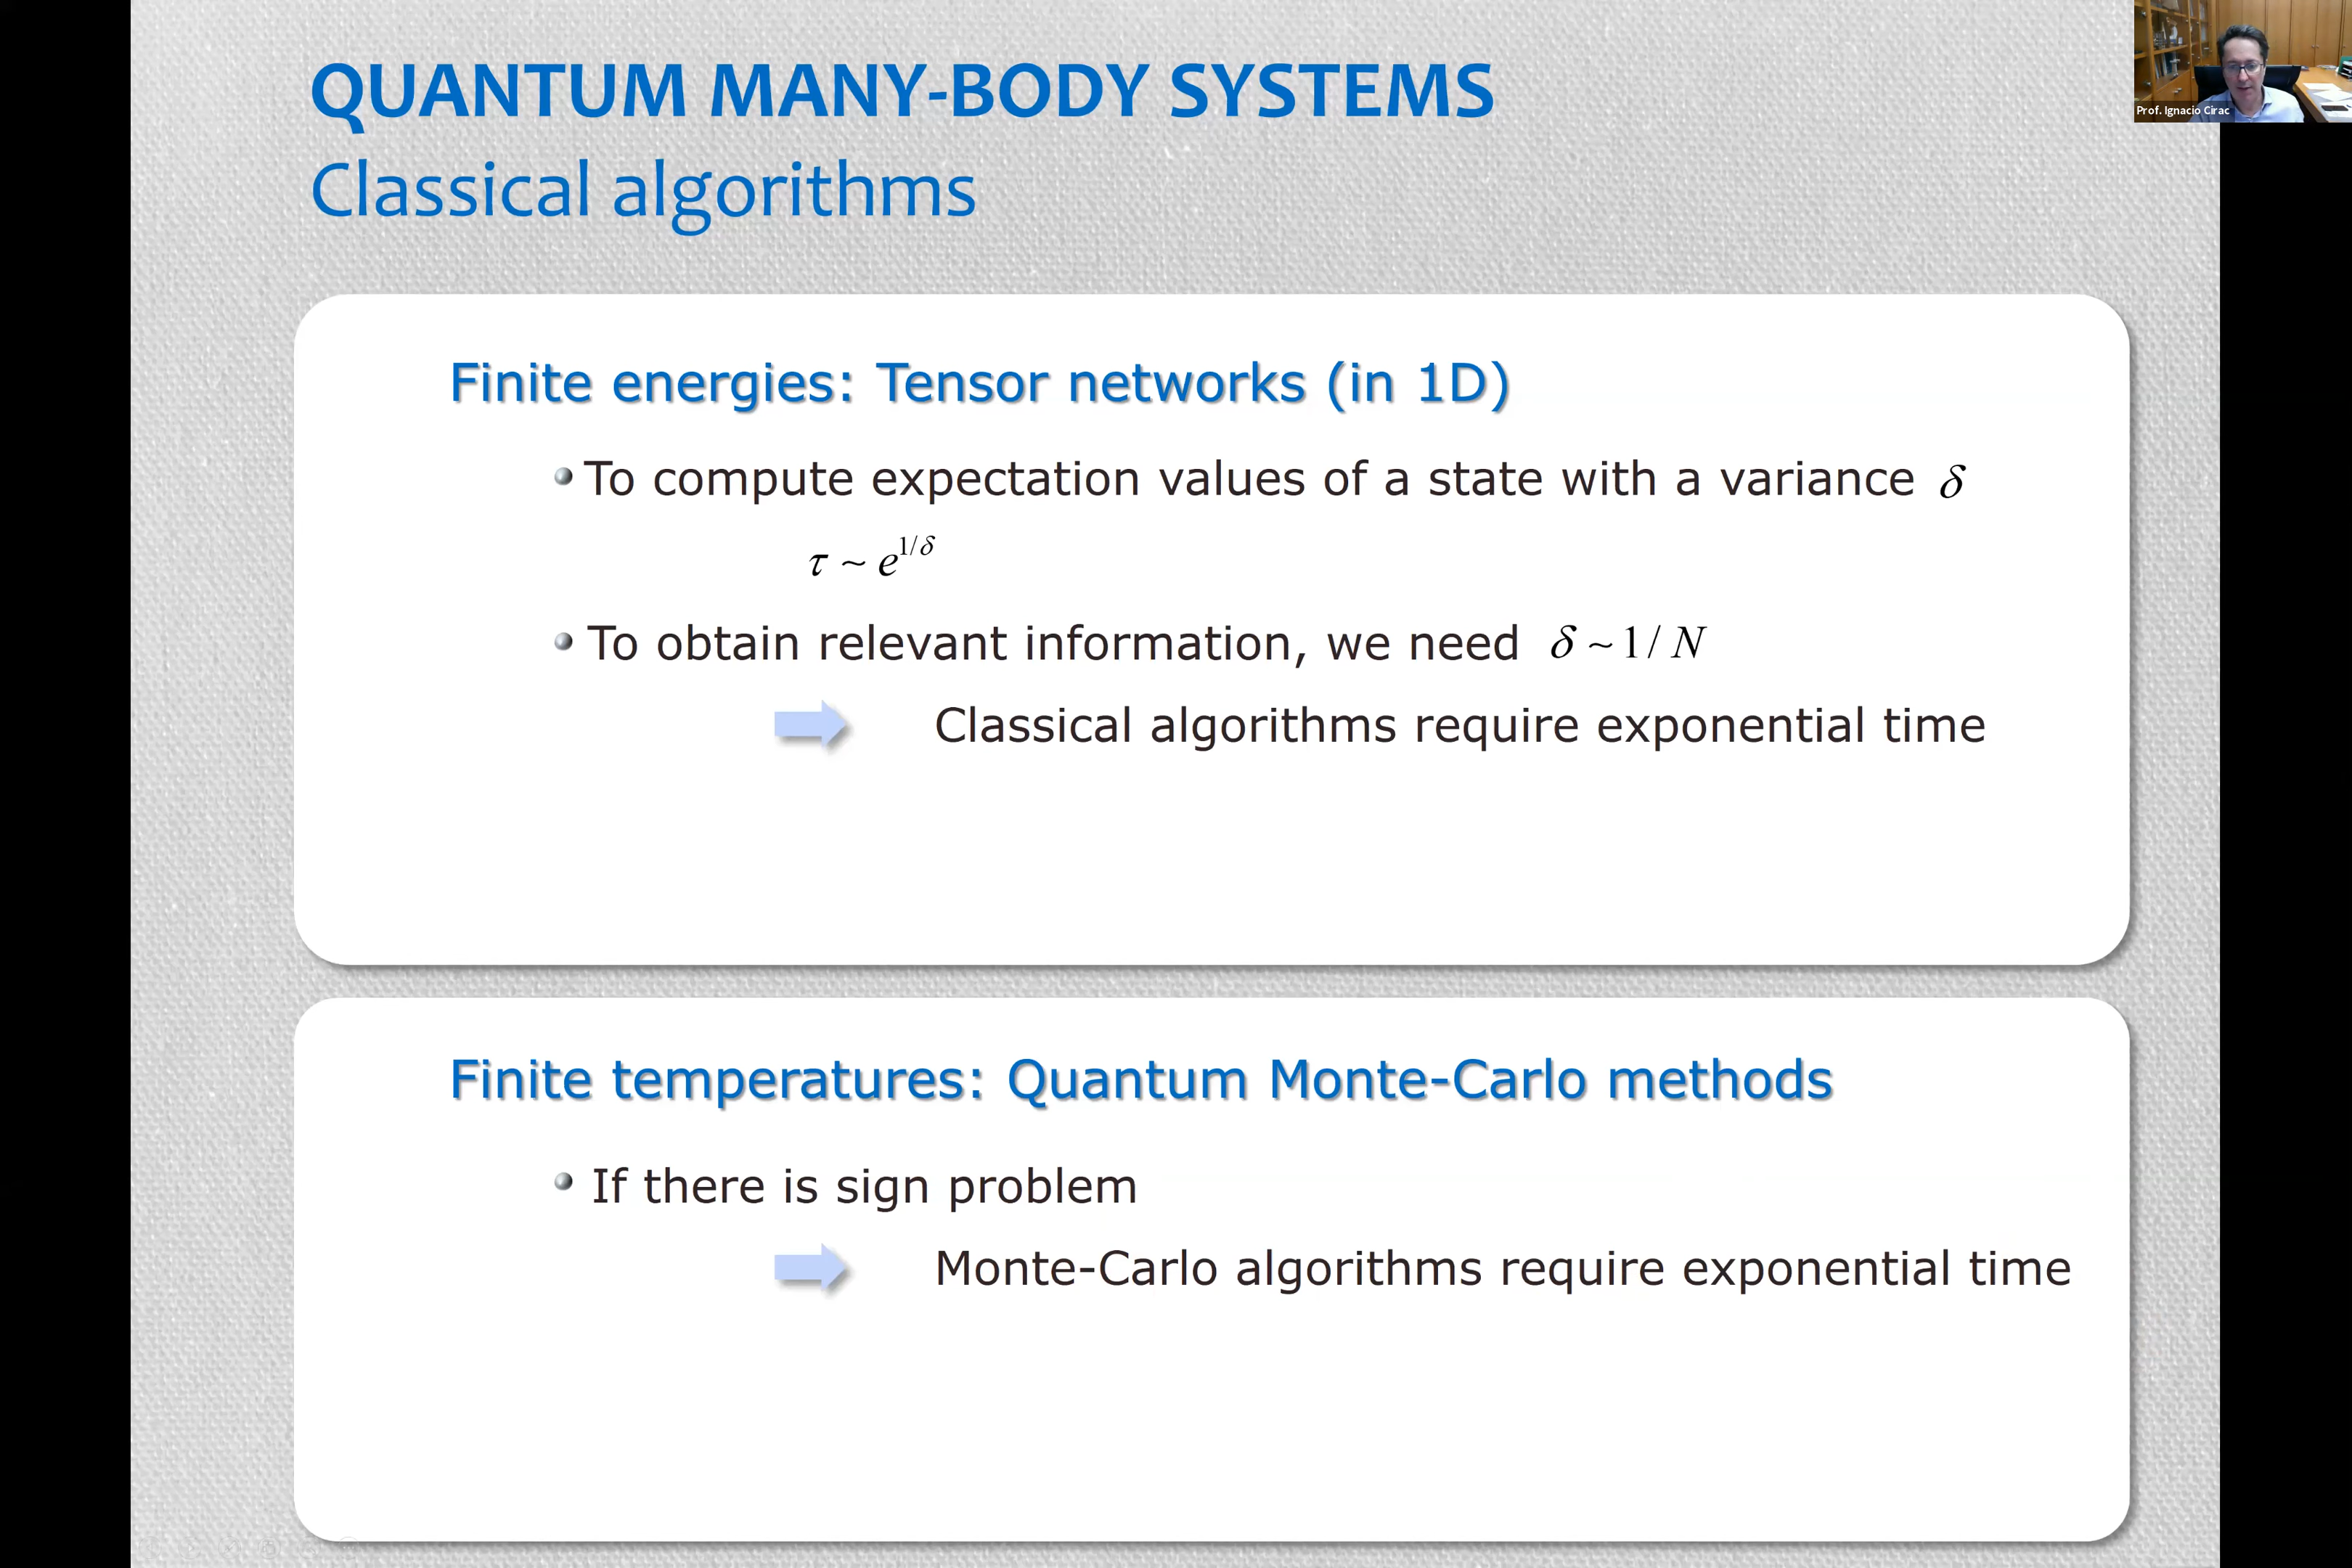 QUANTUM MANY-BODY SYSTEMS
Classical algorithms
Prof. Ignacio Cirac
Finite energies: Tensor networks (in 1D)
To compute expectation values of a state with a variance δ
τ ~ e^{1/δ}
To obtain relevant information, we need δ ~ 1 / N
Classical algorithms require exponential time
Finite temperatures: Quantum Monte-Carlo methods
If there is sign problem
Monte-Carlo algorithms require exponential time